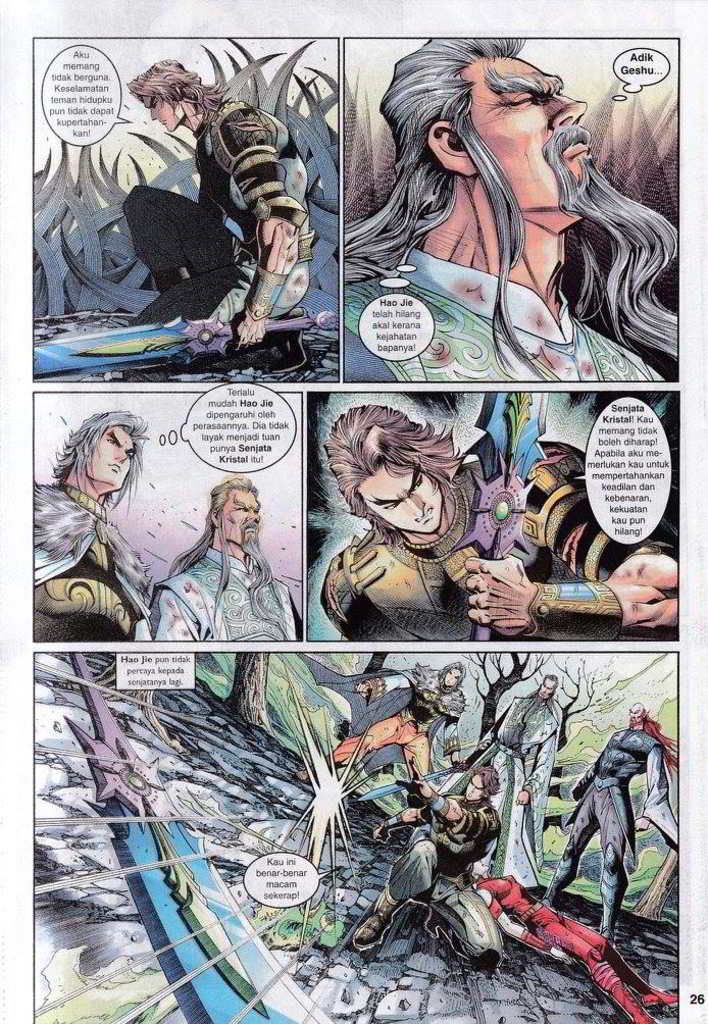 Aku
memang
tidak berguna.
Keselamatan
teman hidupku
pun tidak dapat
kupertahan-
kan!
Adik
Geshu...
Hao Jie
telah hilang
akal kerana
kejahatan
bapanya!
Terlalu
mudah Hao Jie
dipengaruhi oleh
perasaannya. Dia tidak
layak menjadi tuan
punya Senjata
Kristal itu!
Senjata
Kristal! Kau
memang tidak
boleh diharap!
Apabila aku me-
merlukan kau untuk
mempertahankan
keadilan dan
kebenaran,
kekuatan
kau pun
hilang!
Hao Jie pun tidak
percaya kepada
senjatanya lagi.
Kau ini
benar-benar
macam
sekerap!
26